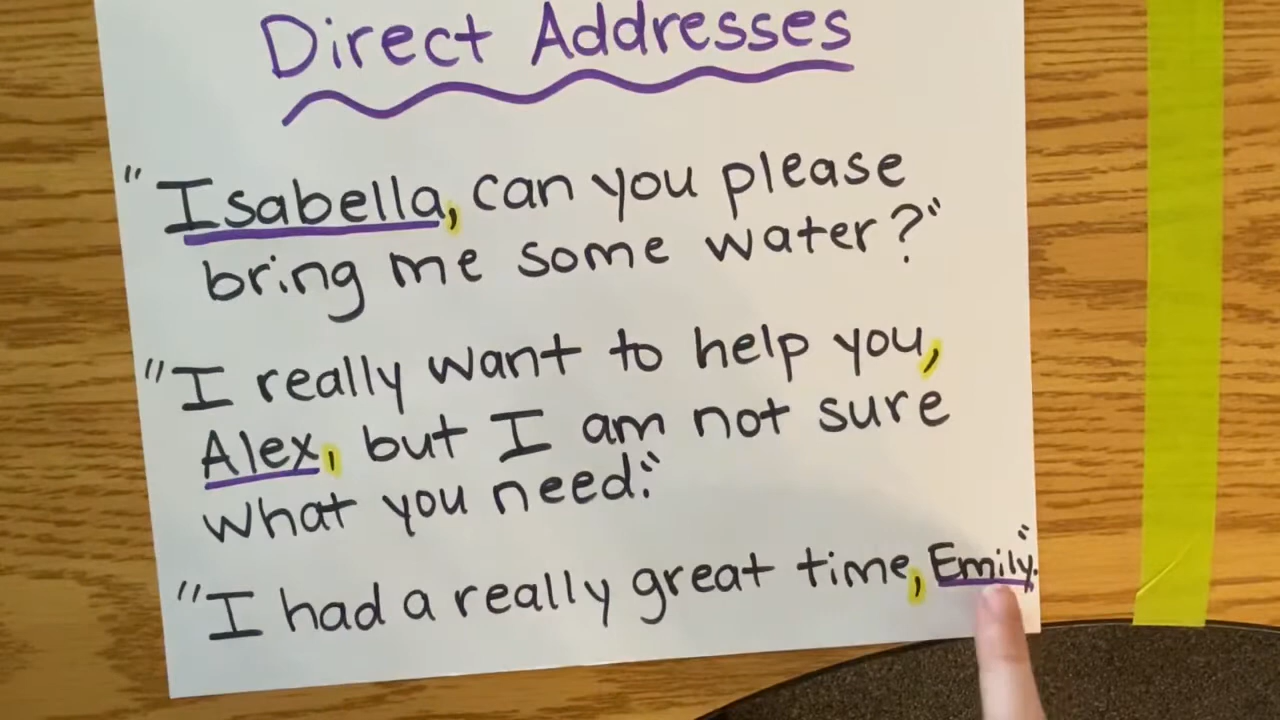 Direct Addresses
"Isabella, can you please
bring me some water?"
"I really want to help you,
Alex, but I am not sure
what you need."
"I had a really great time, Emily."